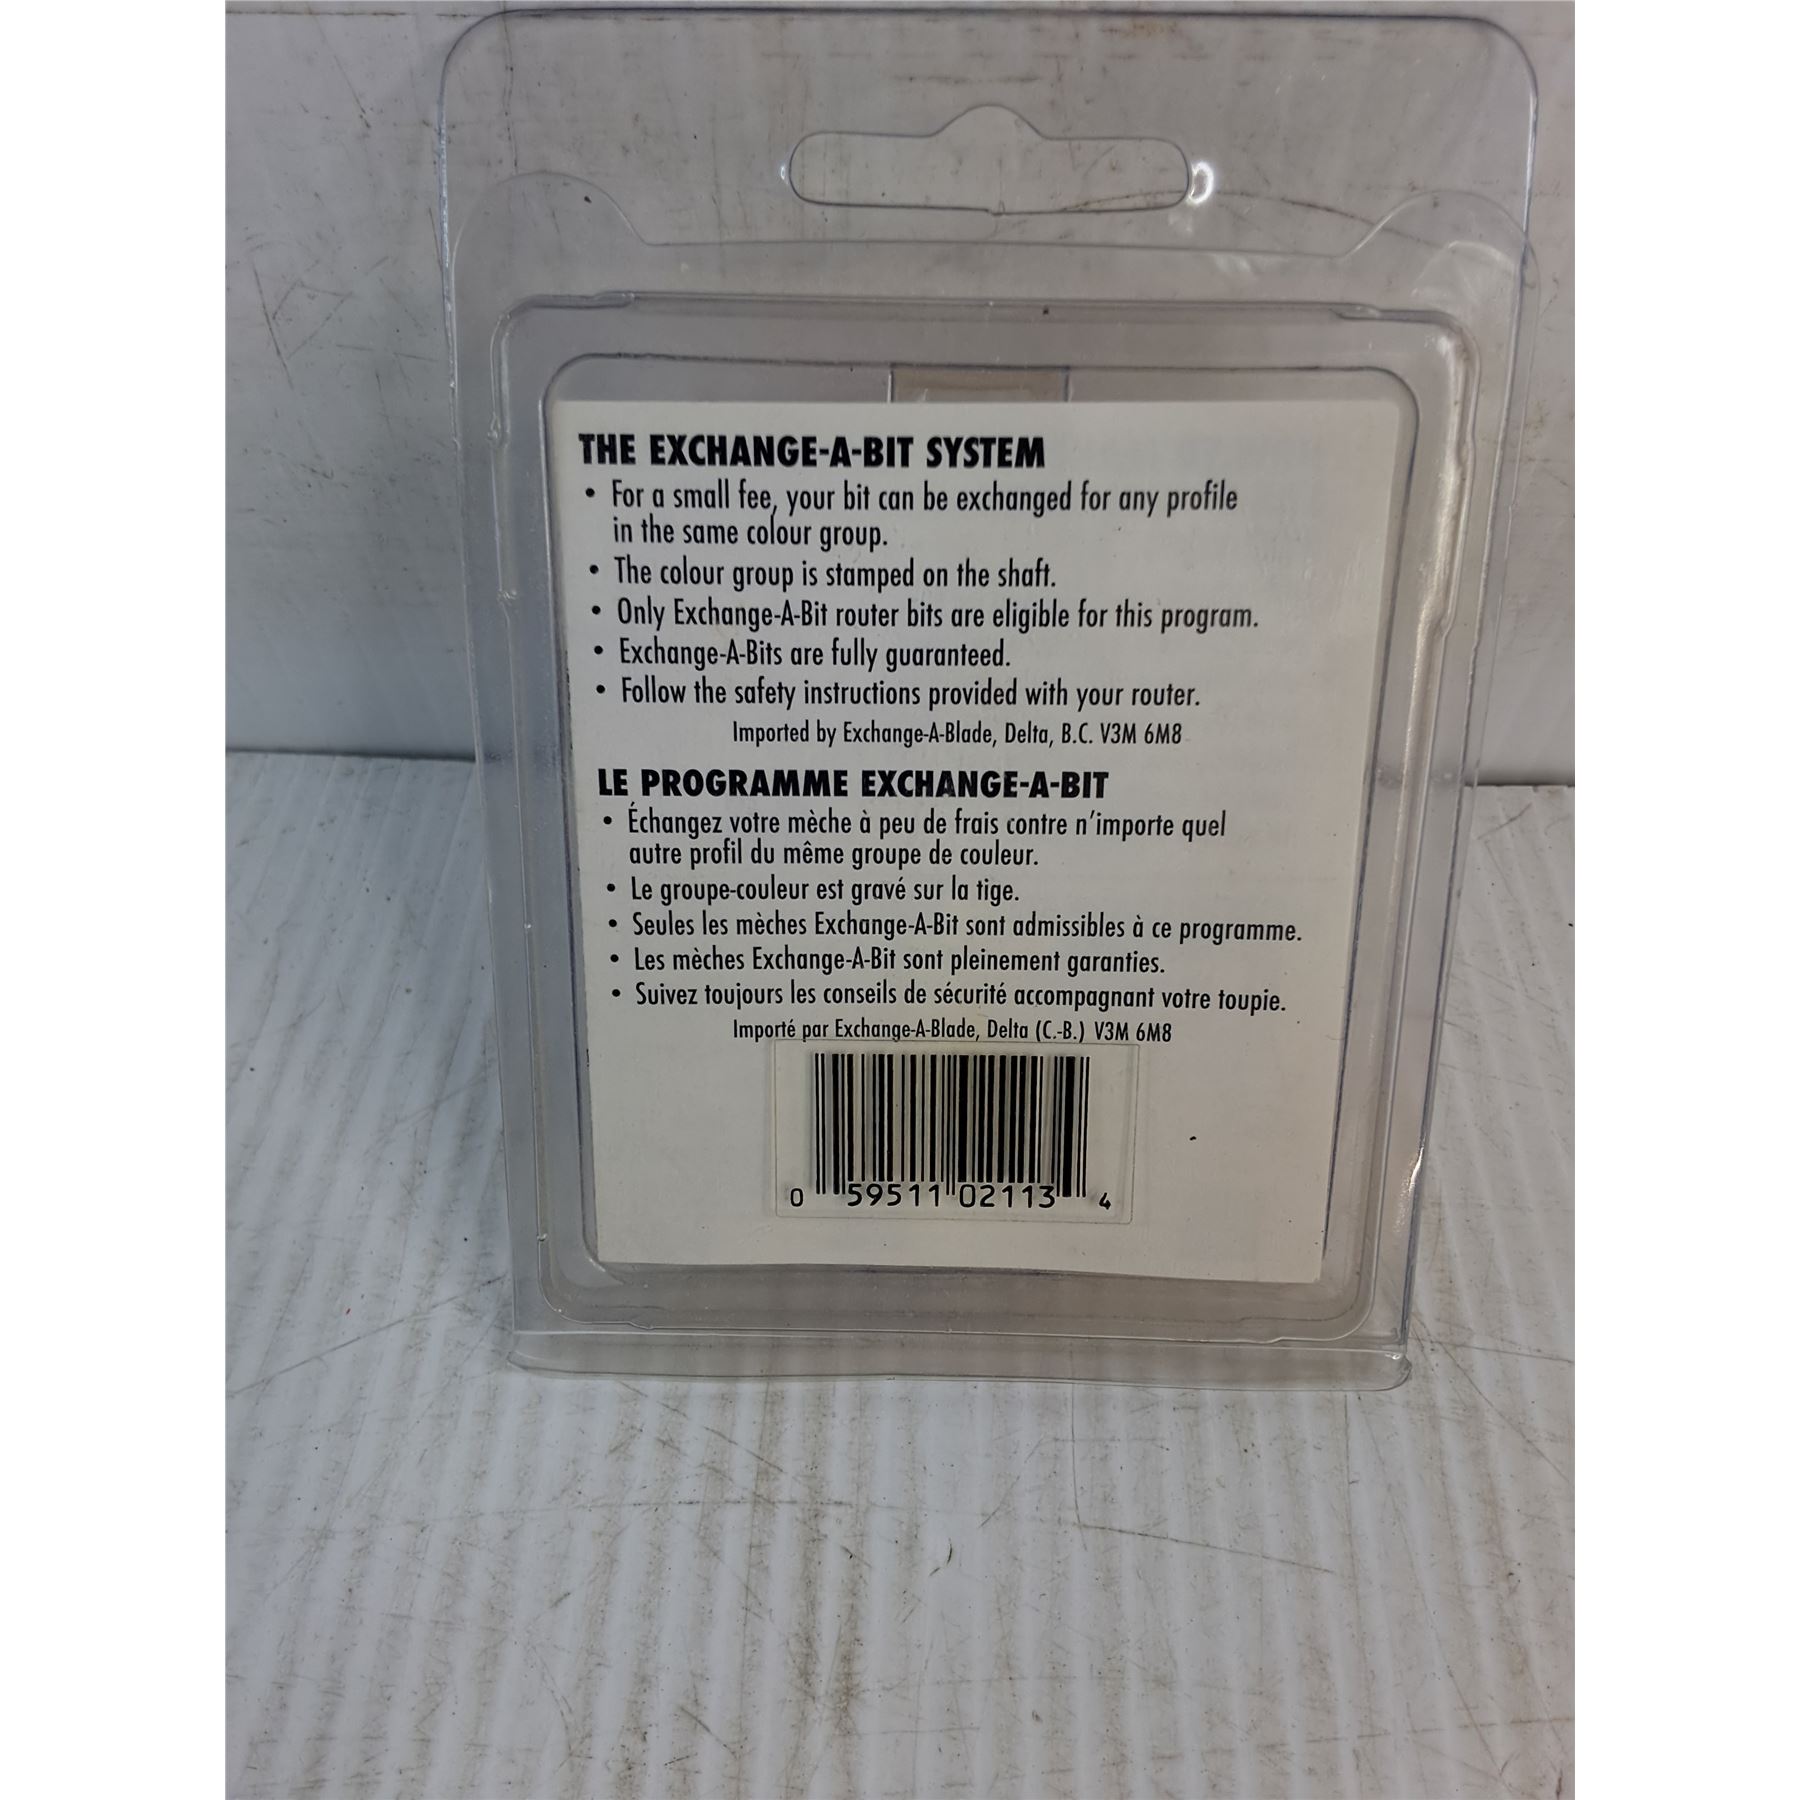 THE EXCHANGE-A-BIT SYSTEM
• For a small fee, your bit can be exchanged for any profile
in the same colour group.
• The colour group is stamped on the shaft.
• Only Exchange-A-Bit router bits are eligible for this program.
• Exchange-A-Bits are fully guaranteed.
• Follow the safety instructions provided with your router.
Imported by Exchange-A-Blade, Delta, B.C. V3M 6M8
LE PROGRAMME EXCHANGE-A-BIT
• Échangez votre mèche à peu de frais contre n'importe quel
autre profil du même groupe de couleur.
• Le groupe-couleur est gravé sur la tige.
• Seules les mèches Exchange-A-Bit sont admissibles à ce programme.
• Les mèches Exchange-A-Bit sont pleinement garanties.
• Suivez toujours les conseils de sécurité accompagnant votre toupie.
Importé par Exchange-A-Blade, Delta (C.-B.) V3M 6M8
0 59511 02113 4